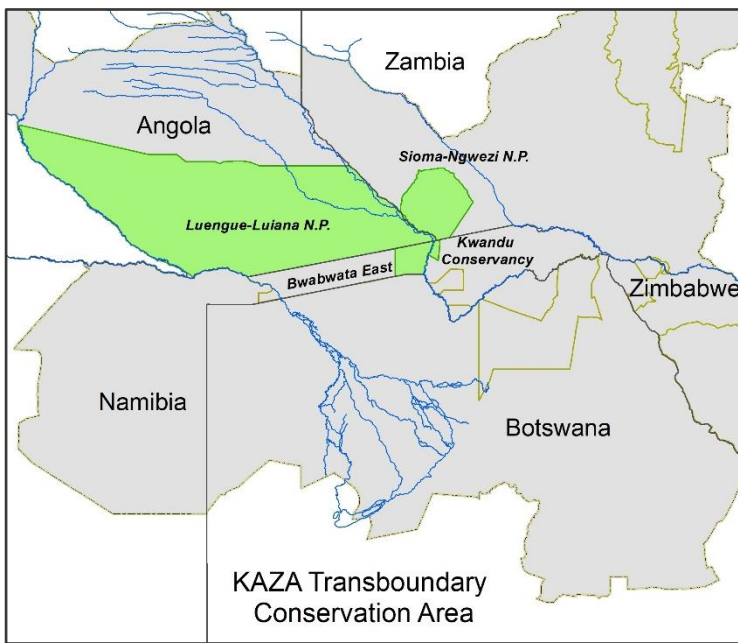 Zambia
Angola
Sioma-Ngwezi N.P.
Luengue-Luiana N.P.
Kwandu
Conservancy
Bwabwata East
Zimbabwe
Namibia
Botswana
KAZA Transboundary
Conservation Area